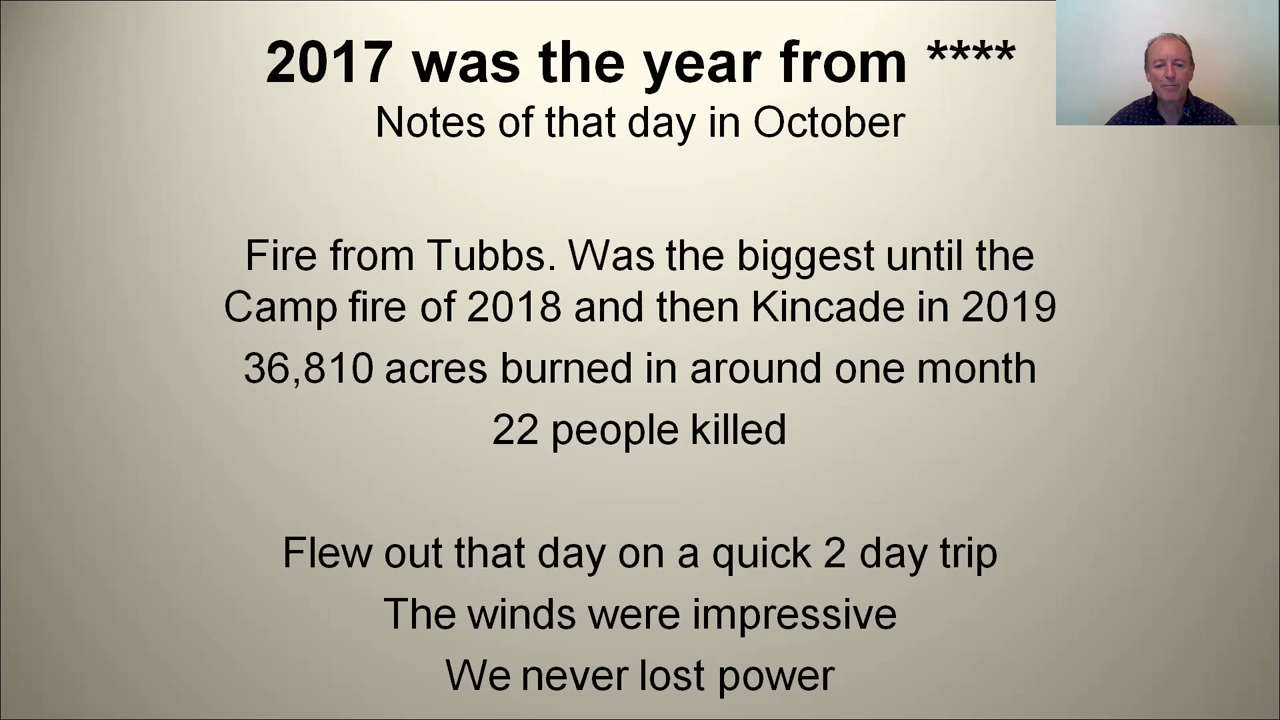 2017 was the year from ****
Notes of that day in October
Fire from Tubbs. Was the biggest until the
Camp fire of 2018 and then Kincade in 2019
36,810 acres burned in around one month
22 people killed
Flew out that day on a quick 2 day trip
The winds were impressive
We never lost power